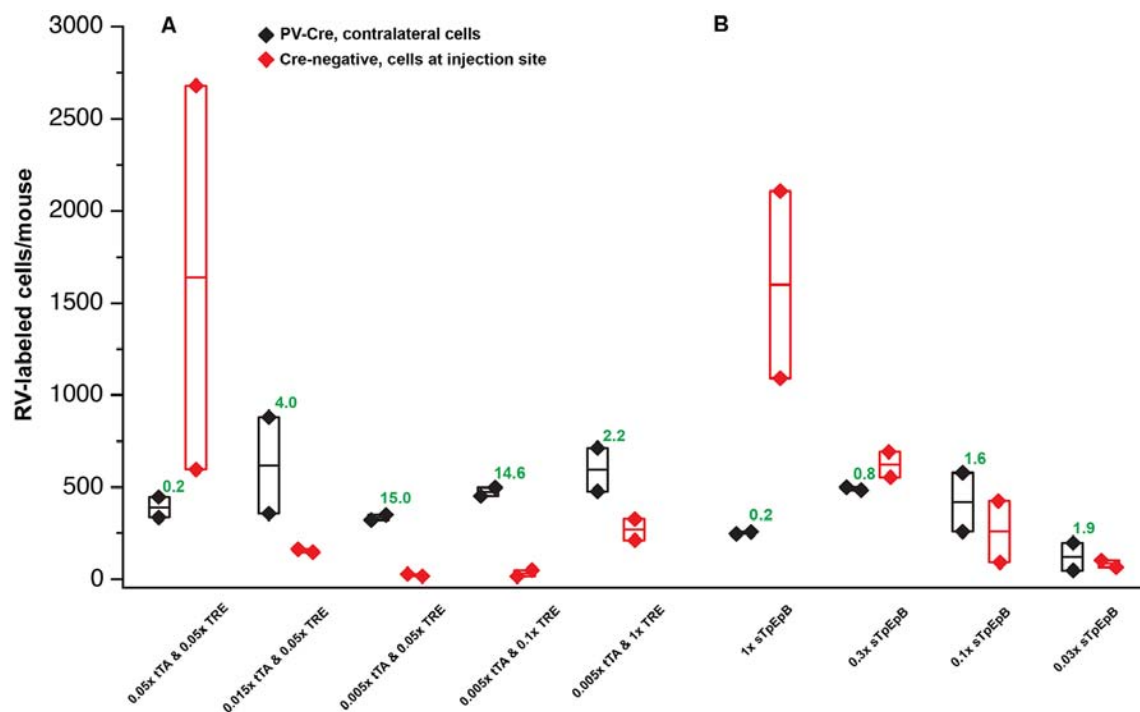 A
B
PV-Cre, contralateral cells
Cre-negative, cells at injection site
RV-labeled cells/mouse
3000
2500
2000
1500
1000
500
0
0.2
4.0
15.0
14.6
2.2
0.2
0.8
1.6
1.9
0.05x tTA & 0.05x TRE
0.015x tTA & 0.05x TRE
0.005x tTA & 0.05x TRE
0.005x tTA & 0.1x TRE
0.005x tTA & 1x TRE
1x sTpEpB
0.3x sTpEpB
0.1x sTpEpB
0.03x sTpEpB